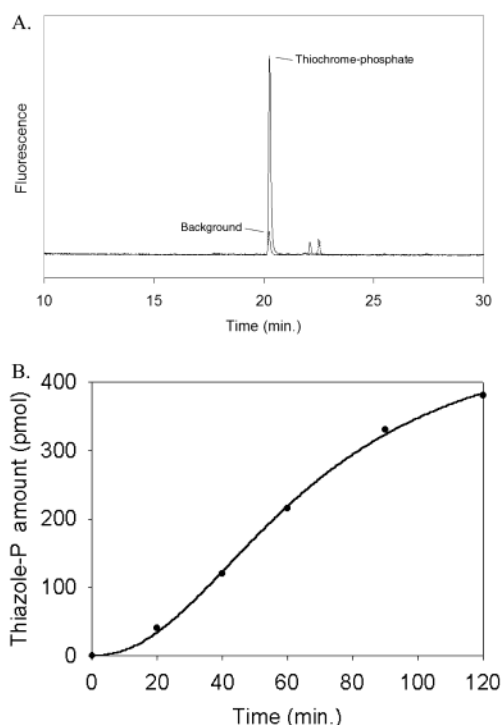 A.
Thiochrome-phosphate
Background
Fluorescence
10 15 20 25 30
Time (min.)
B.
400
300
200
100
0
Thiazole-P amount (pmol)
0 20 40 60 80 100 120
Time (min.)